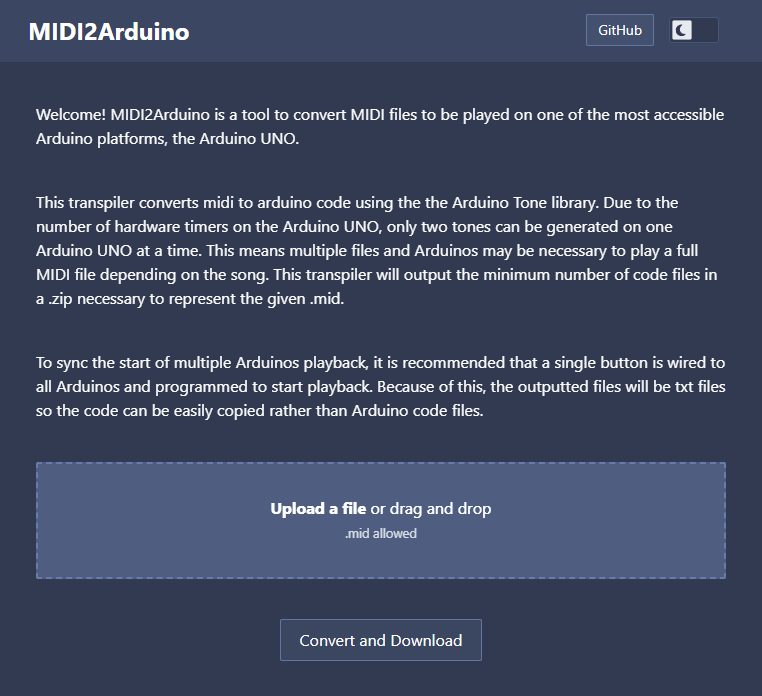 MIDI2Arduino
GitHub
Welcome! MIDI2Arduino is a tool to convert MIDI files to be played on one of the most accessible
Arduino platforms, the Arduino UNO.
This transpiler converts midi to arduino code using the the Arduino Tone library. Due to the
number of hardware timers on the Arduino UNO, only two tones can be generated on one
Arduino UNO at a time. This means multiple files and Arduinos may be necessary to play a full
MIDI file depending on the song. This transpiler will output the minimum number of code files in
a .zip necessary to represent the given .mid.
To sync the start of multiple Arduinos playback, it is recommended that a single button is wired to
all Arduinos and programmed to start playback. Because of this, the outputted files will be txt files
so the code can be easily copied rather than Arduino code files.
Upload a file or drag and drop
.mid allowed
Convert and Download